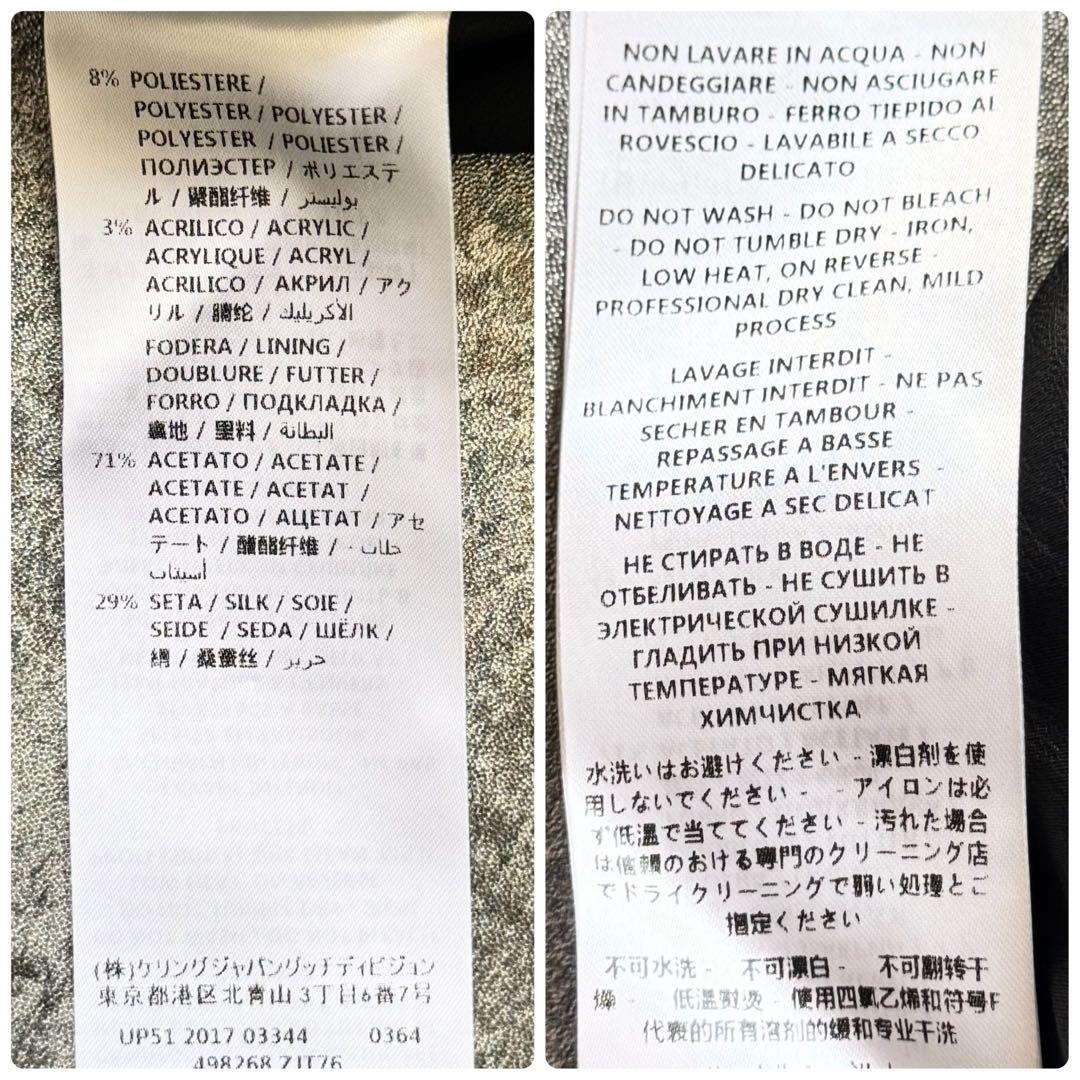 8% POLIESTERE /
POLYESTER / POLYESTER /
POLYESTER / POLIESTER /
ПОЛИЭСТЕР / ポリエステ
ル / 聚酯纤维 / بوليستر
3% ACRILICO / ACRYLIC /
ACRYLIQUE / ACRYL /
ACRILICO / АКРИЛ / アク
リル / 腈纶 / الأكريليك
FODERA / LINING /
DOUBLURE / FUTTER /
FORRO / ПОДКЛАДКА /
裏地 / 里料 / البطانة
71% ACETATO / ACETATE /
ACETATE / ACETAT /
ACETATO / АЦЕТАТ / アセ
テート / 醋酯纤维 / خلات -
أسيتات
29% SETA / SILK / SOIE /
SEIDE / SEDA / ШЁЛК /
絹 / 桑蚕丝 / حرير
(株)ケリングジャパングッチディビジョン
東京都港区北青山3丁目6番7号
UP51 2017 03344 0364
498268 ZJT76
NON LAVARE IN ACQUA - NON
CANDEGGIARE - NON ASCIUGARE
IN TAMBURO - FERRO TIEPIDO AL
ROVESCIO - LAVABILE A SECCO
DELICATO
DO NOT WASH - DO NOT BLEACH
- DO NOT TUMBLE DRY - IRON,
LOW HEAT, ON REVERSE -
PROFESSIONAL DRY CLEAN, MILD
PROCESS
LAVAGE INTERDIT -
BLANCHIMENT INTERDIT - NE PAS
SECHER EN TAMBOUR -
REPASSAGE A BASSE
TEMPERATURE A L'ENVERS -
NETTOYAGE A SEC DELICAT
НЕ СТИРАТЬ В ВОДЕ - НЕ
ОТБЕЛИВАТЬ - НЕ СУШИТЬ В
ЭЛЕКТРИЧЕСКОЙ СУШИЛКЕ -
ГЛАДИТЬ ПРИ НИЗКОЙ
ТЕМПЕРАТУРЕ - МЯГКАЯ
ХИМЧИСТКА
水洗いはお避けください - 漂白剤を使
用しないでください - - アイロンは必
ず低温で当ててください - 汚れた場合
は信頼のおける専門のクリーニング店
でドライクリーニングで弱い処理とご
指定ください
不可水洗 - 不可漂白 - 不可翻转干
燥 - 低温熨烫 - 使用四氯乙烯和符号F
代表的所有溶剂的缓和专业干洗